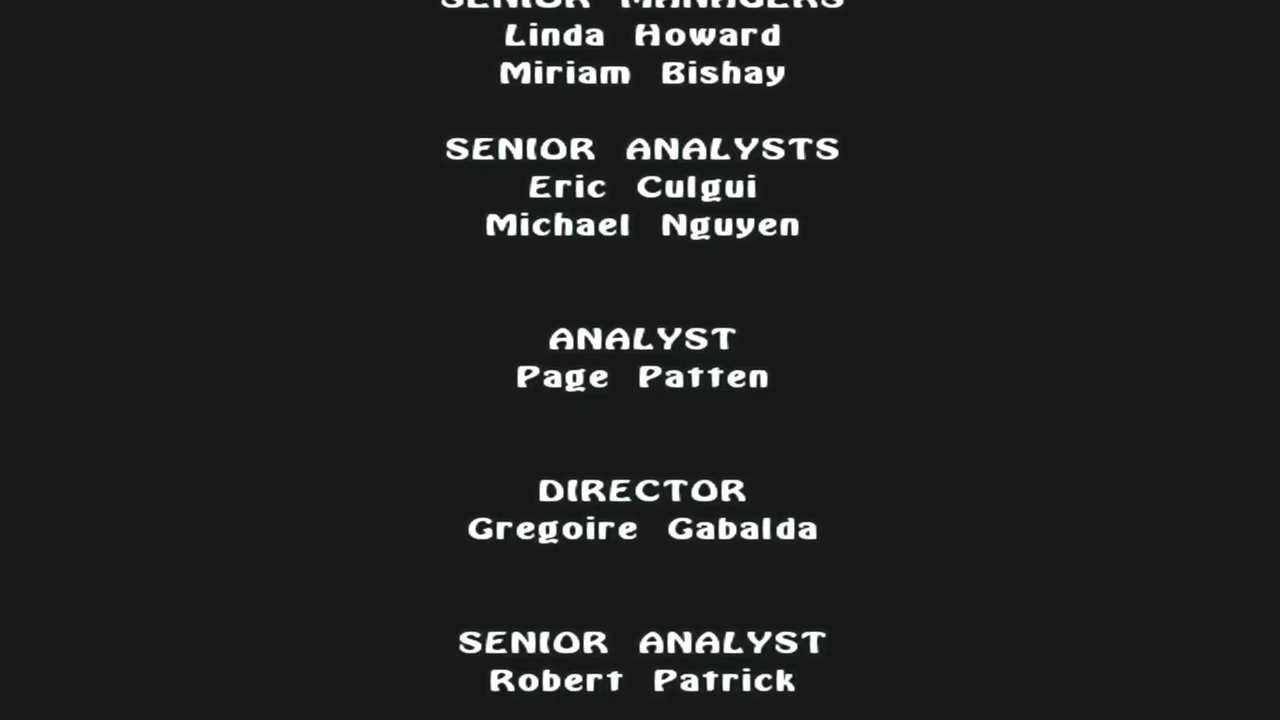 SENIOR MANAGERS
Linda Howard
Miriam Bishay
SENIOR ANALYSTS
Eric Culgui
Michael Nguyen
ANALYST
Page Patten
DIRECTOR
Gregoire Gabalda
SENIOR ANALYST
Robert Patrick